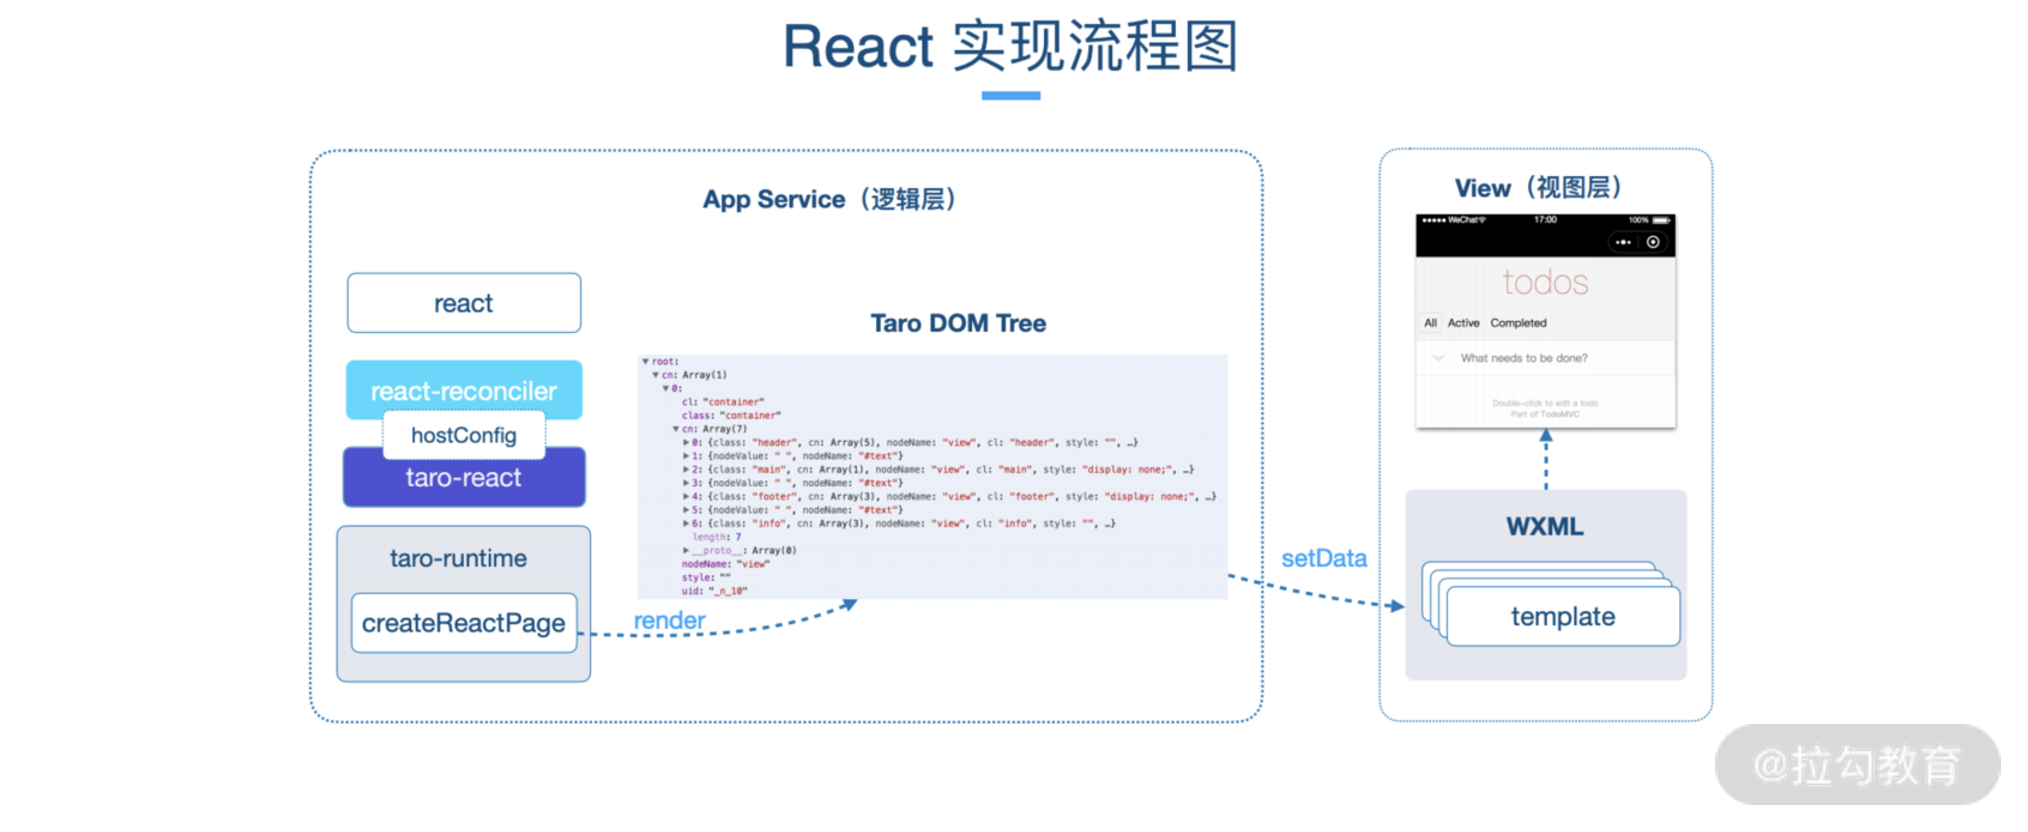 React 实现流程图
App Service（逻辑层）
react
react-reconciler
hostConfig
taro-react
taro-runtime
createReactPage
render
Taro DOM Tree
▼root:
▼cn: Array(1)
▼0:
cl: "container"
class: "container"
▼cn: Array(7)
▶0: {class: "header", cn: Array(5), nodeName: "view", cl: "header", style: "", …}
▶1: {nodeValue: " ", nodeName: "#text"}
▶2: {class: "main", cn: Array(1), nodeName: "view", cl: "main", style: "display: none;", …}
▶3: {nodeValue: " ", nodeName: "#text"}
▶4: {class: "footer", cn: Array(3), nodeName: "view", cl: "footer", style: "display: none;", …}
▶5: {nodeValue: " ", nodeName: "#text"}
▶6: {class: "info", cn: Array(3), nodeName: "view", cl: "info", style: "", …}
length: 7
▶__proto__: Array(0)
nodeName: "view"
style: ""
uid: "_n_10"
setData
View（视图层）
WeChat 17:00 100%
todos
All Active Completed
What needs to be done?
Double-click to edit a todo
Part of TodoMVC
WXML
template
@拉勾教育